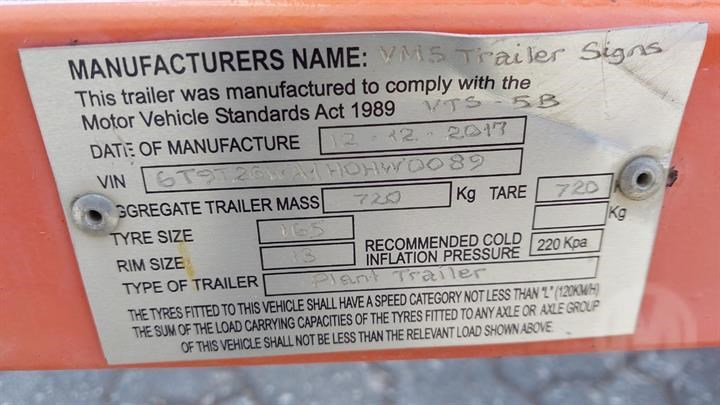 MANUFACTURERS NAME: VMS Trailer Signs
This trailer was manufactured to comply with the
Motor Vehicle Standards Act 1989 VTS-5B
DATE OF MANUFACTURE 12-12-2017
VIN
AGGREGATE TRAILER MASS 720 Kg TARE 720
Kg
TYRE SIZE 165
RIM SIZE 13 RECOMMENDED COLD INFLATION PRESSURE 220 Kpa
TYPE OF TRAILER Plant Trailer
THE TYRES FITTED TO THIS VEHICLE SHALL HAVE A SPEED CATEGORY NOT LESS THAN "L" (120KM/H)
THE SUM OF THE LOAD CARRYING CAPACITIES OF THE TYRES FITTED TO ANY AXLE OR AXLE GROUP
OF THIS VEHICLE SHALL NOT BE LESS THAN THE RELEVANT LOAD SHOWN ABOVE.